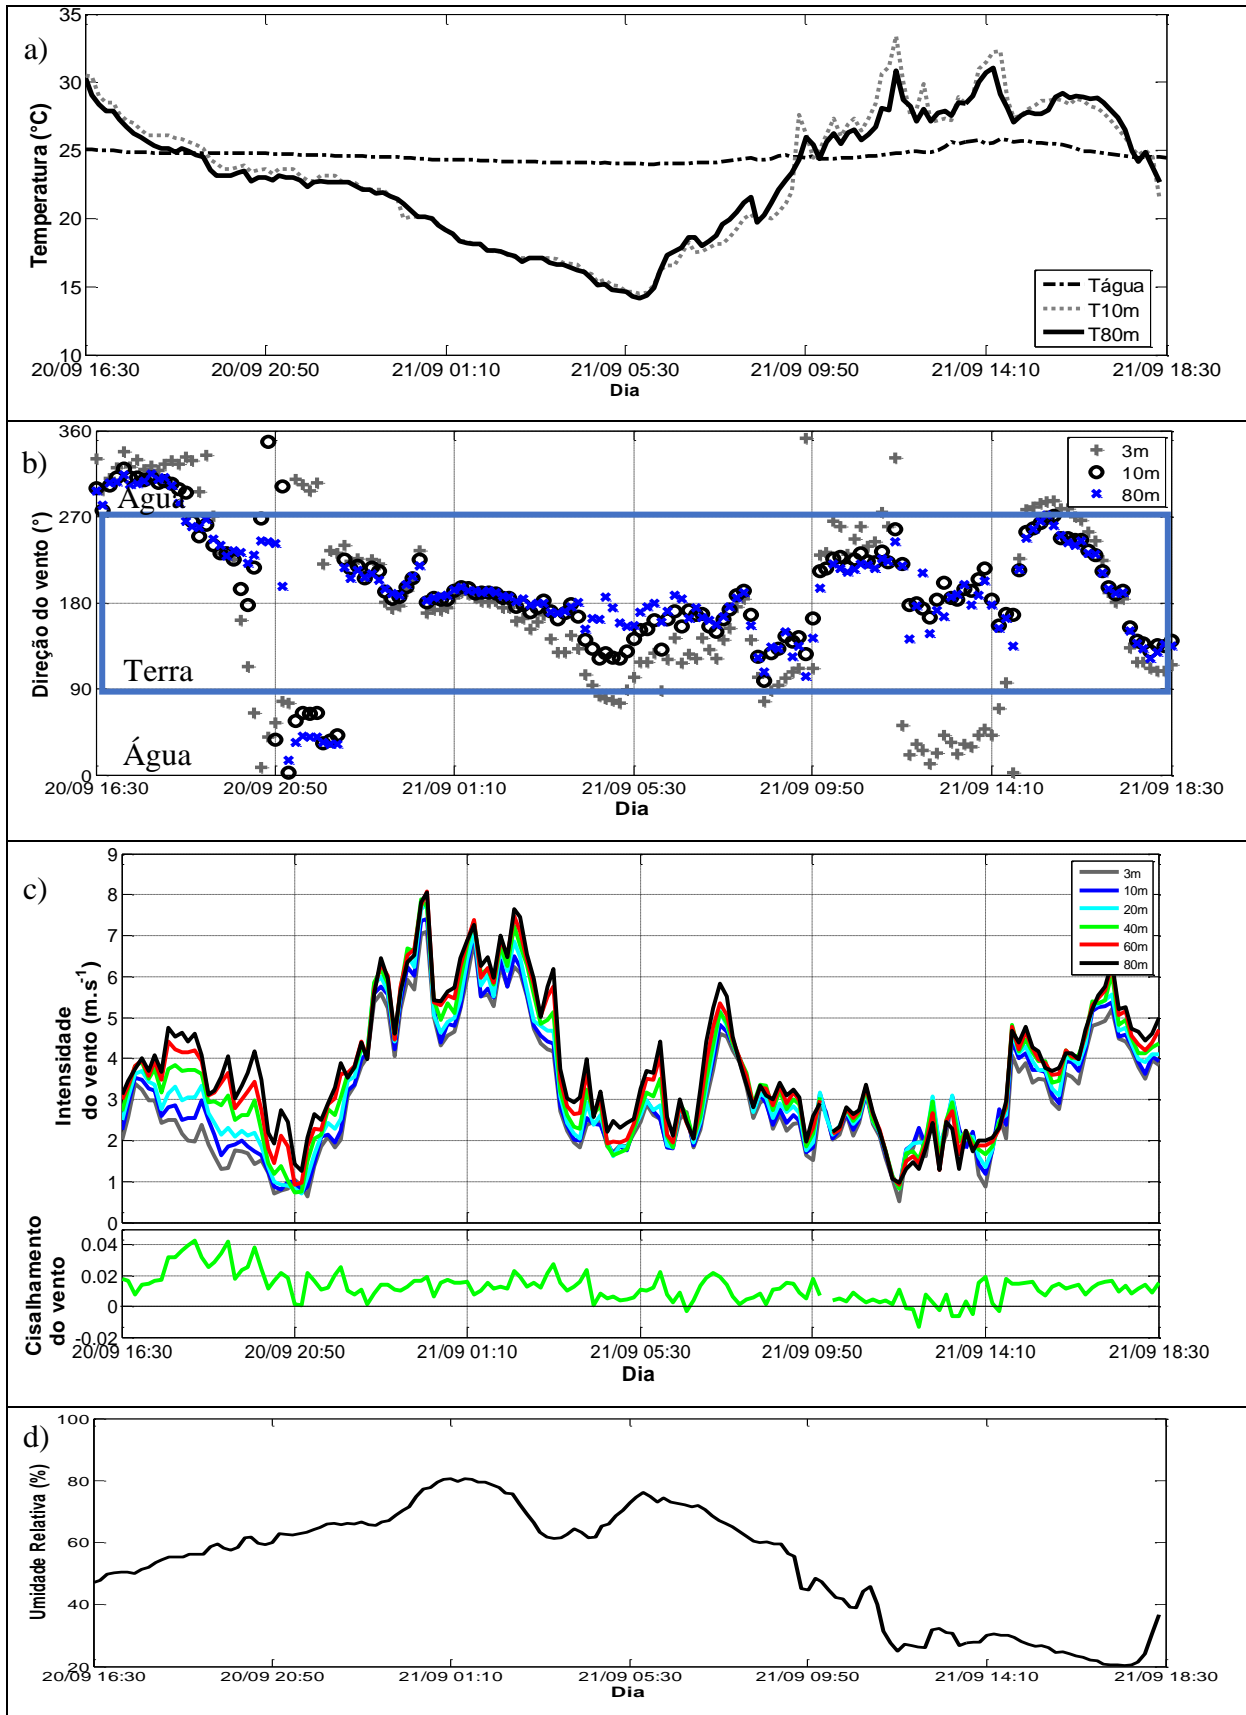 a)
Temperatura (°C)
35
30
25
20
15
10
Tágua
T10m
T80m
20/09 16:30 20/09 20:50 21/09 01:10 21/09 05:30 21/09 09:50 21/09 14:10 21/09 18:30
Dia
b)
Direção do vento (°)
360
270
180
90
0
3m
10m
80m
Água
Terra
Água
20/09 16:30 20/09 20:50 21/09 01:10 21/09 05:30 21/09 09:50 21/09 14:10 21/09 18:30
Dia
c)
Intensidade
do vento (m.s⁻¹)
9
8
7
6
5
4
3
2
1
0
3m
10m
20m
40m
60m
80m
Cisalhamento
do vento
0.04
0.02
0
-0.02
20/09 16:30 20/09 20:50 21/09 01:10 21/09 05:30 21/09 09:50 21/09 14:10 21/09 18:30
Dia
d)
Umidade Relativa (%)
100
80
60
40
20
20/09 16:30 20/09 20:50 21/09 01:10 21/09 05:30 21/09 09:50 21/09 14:10 21/09 18:30
Dia